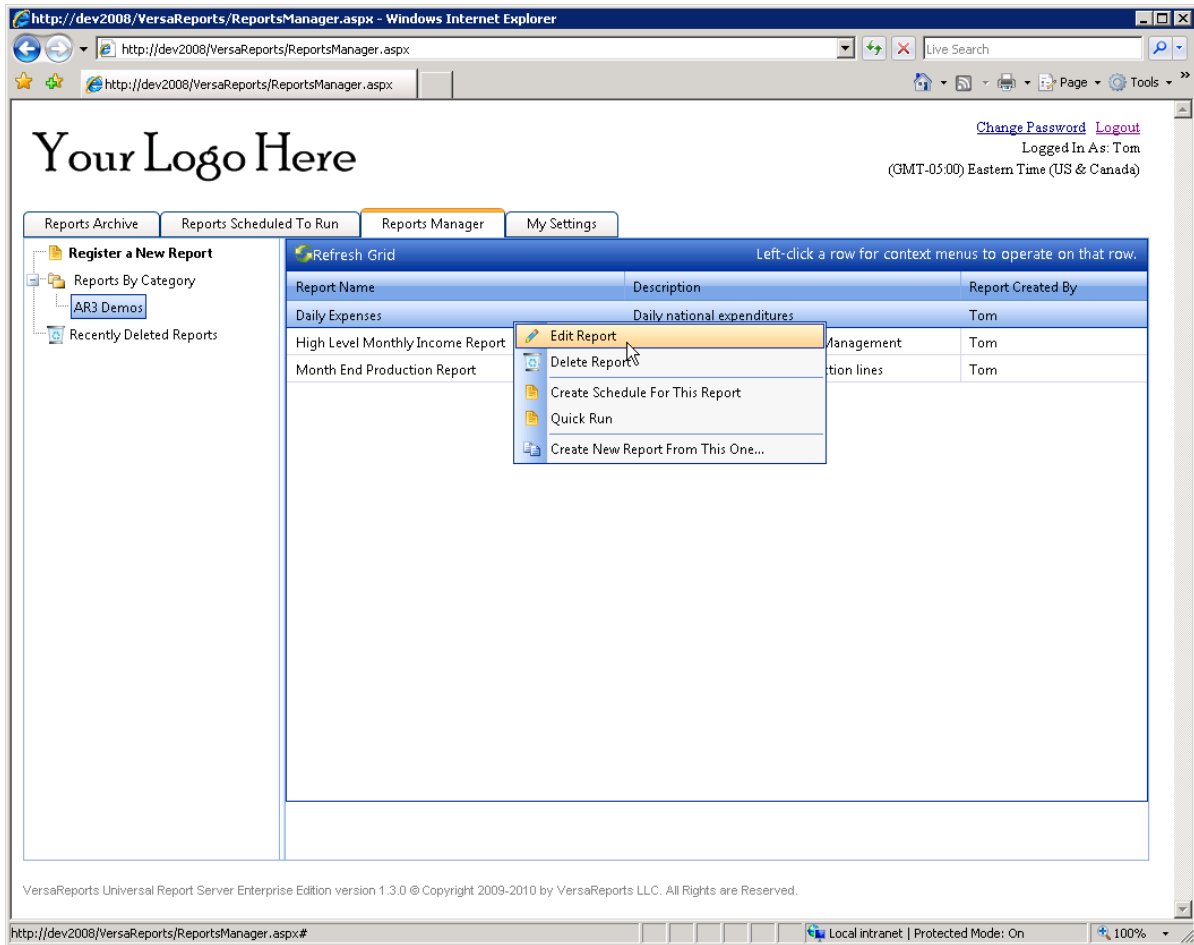 http://dev2008/VersaReports/ReportsManager.aspx - Windows Internet Explorer
http://dev2008/VersaReports/ReportsManager.aspx
Live Search
http://dev2008/VersaReports/ReportsManager.aspx
Page
Tools
Your Logo Here
Change Password Logout
Logged In As: Tom
(GMT-05:00) Eastern Time (US & Canada)
Reports Archive
Reports Scheduled To Run
Reports Manager
My Settings
Register a New Report
Reports By Category
AR3 Demos
Recently Deleted Reports
Refresh Grid
Left-click a row for context menus to operate on that row.
Report Name Description Report Created By
Daily Expenses Daily national expenditures Tom
High Level Monthly Income Report Management Tom
Month End Production Report tion lines Tom
Edit Report
Delete Report
Create Schedule For This Report
Quick Run
Create New Report From This One...
VersaReports Universal Report Server Enterprise Edition version 1.3.0 © Copyright 2009-2010 by VersaReports LLC. All Rights are Reserved.
http://dev2008/VersaReports/ReportsManager.aspx#
Local intranet | Protected Mode: On
100%